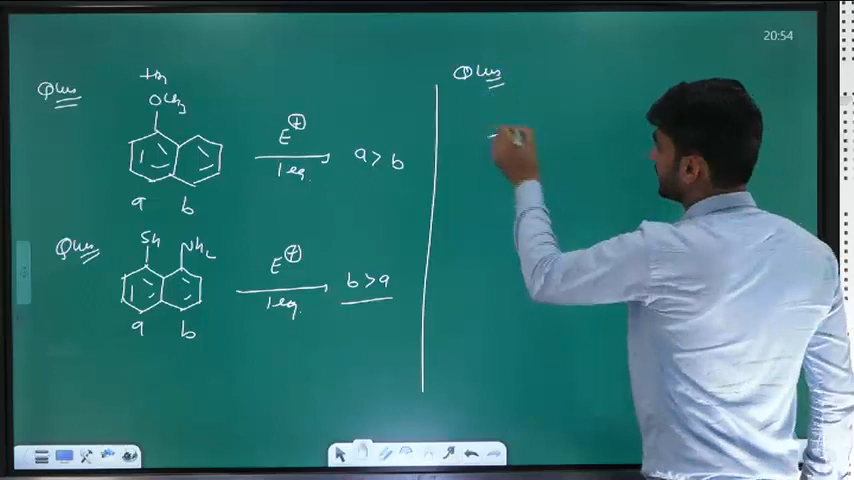 20:54
Ques
+m
OCH3
E⊕
1eq.
a > b
a b
Ques
Sh
Nh2
E⊕
1eq.
b > a
a b
Ques